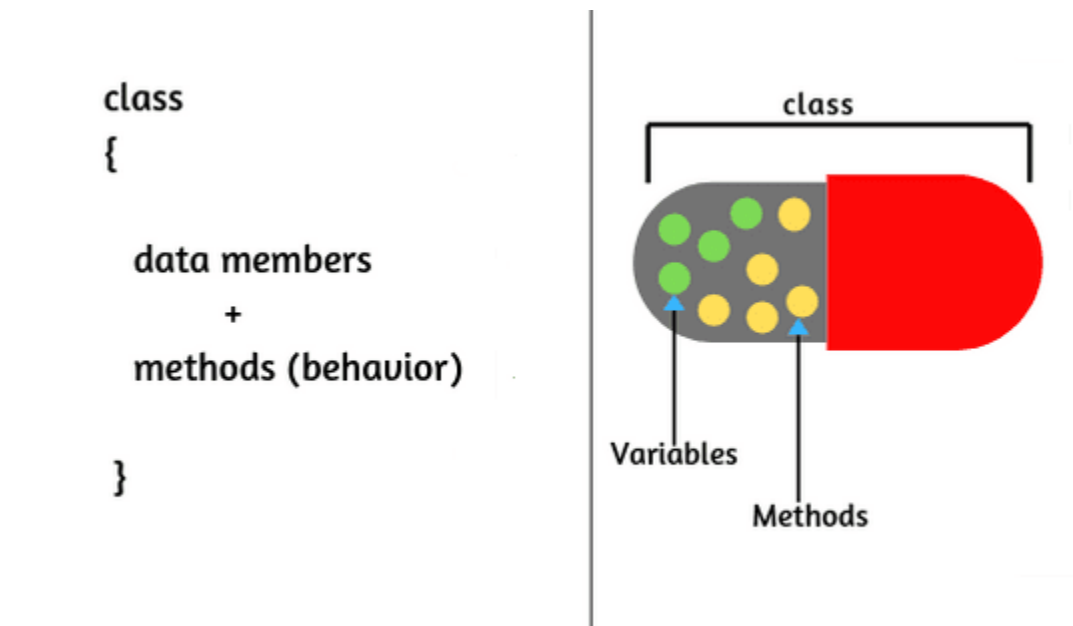 class
{
data members
+
methods (behavior)
}
class
Variables
Methods